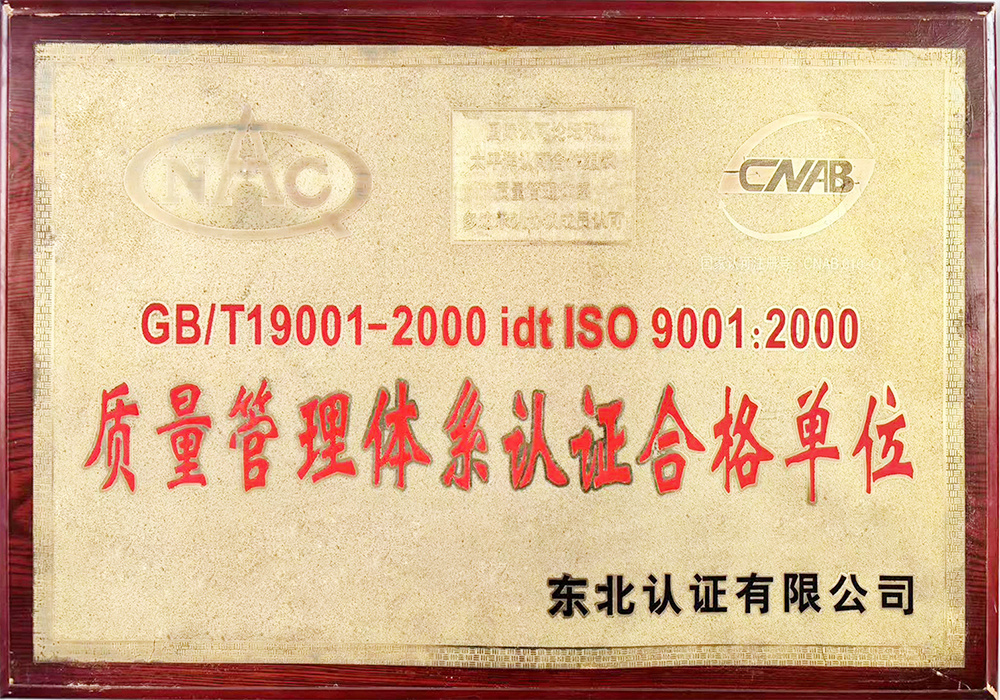 NAC
CNAB
GB/T19001-2000 idt ISO 9001:2000
质量管理体系认证合格单位
东北认证有限公司